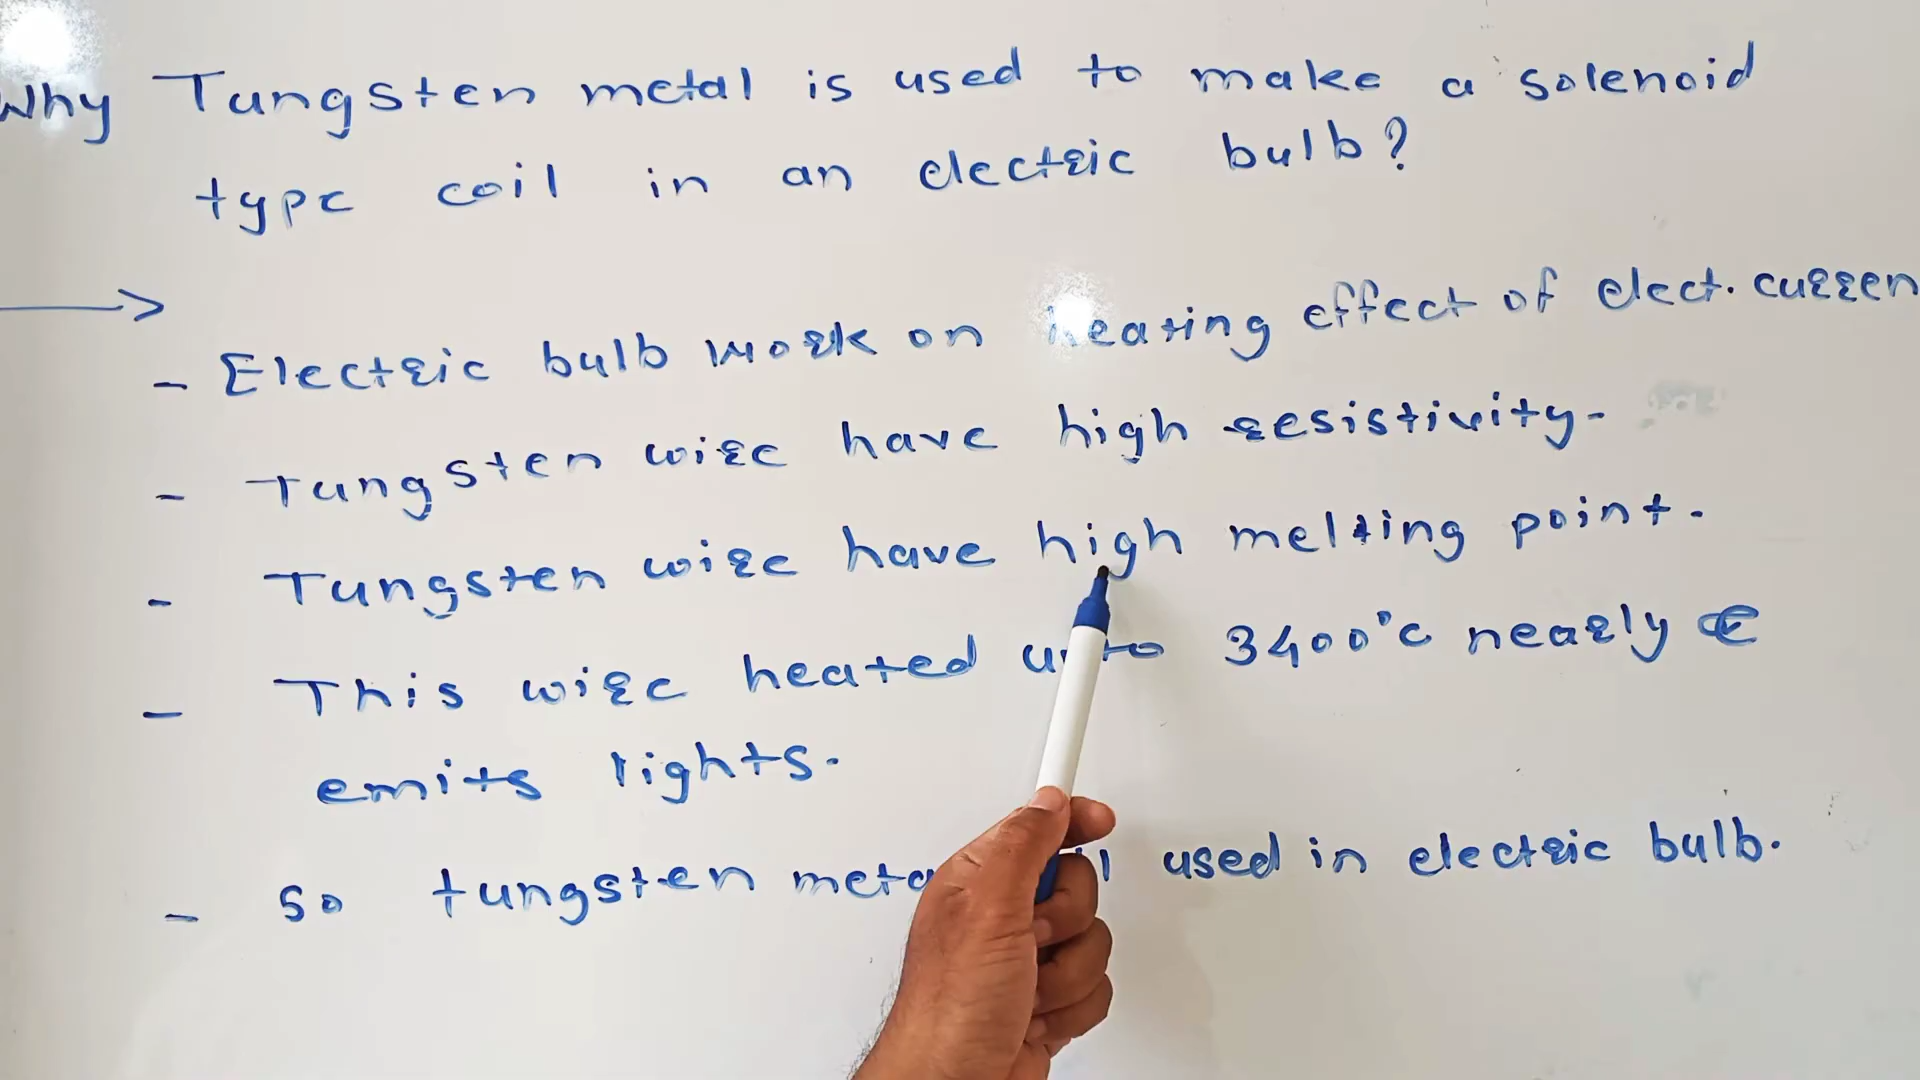 Why Tungsten metal is used to make a solenoid
type coil in an electric bulb?
- Electric bulb work on heating effect of elect. curren
- Tungsten wire have high resistivity.
- Tungsten wire have high melting point.
- This wire heated upto 3400°C nearly &
emits lights.
- So tungsten used in electric bulb.